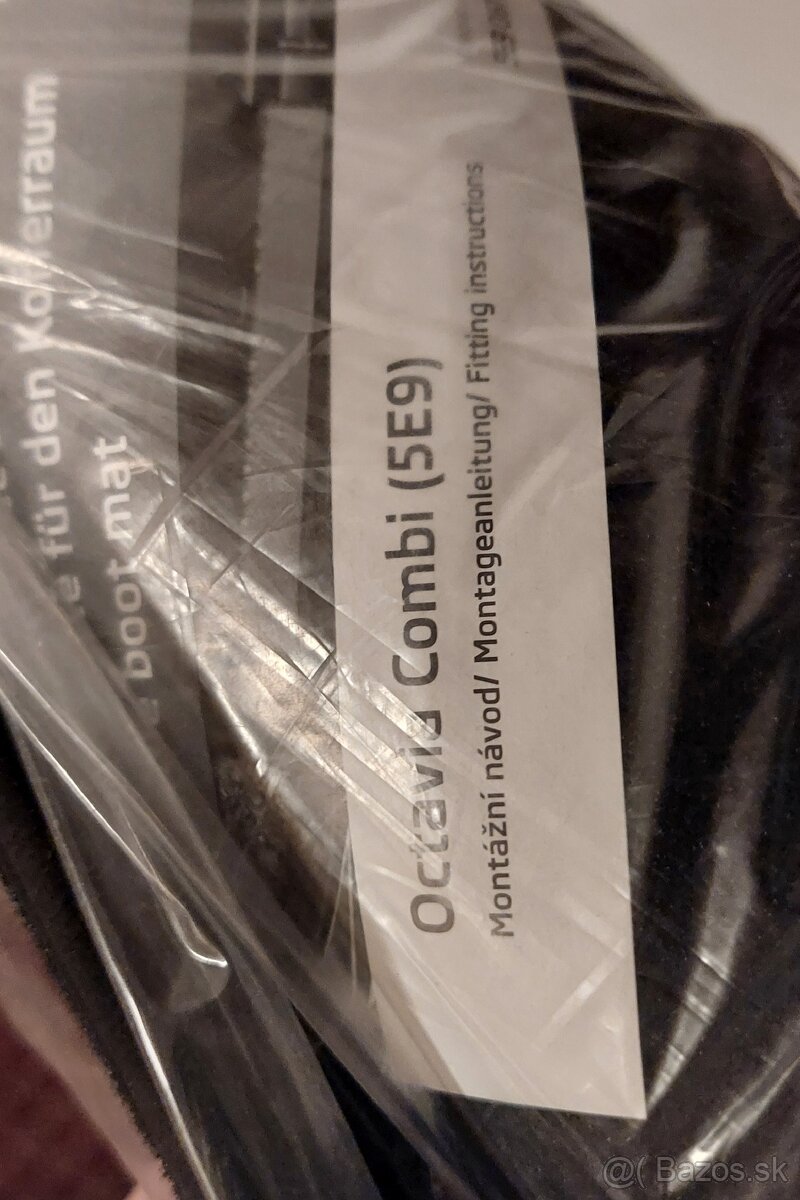 für den Kofferraum
boot mat
Octavia Combi (5E9)
Montážní návod/ Montageanleitung/ Fitting instructions
@( Bazos.sk